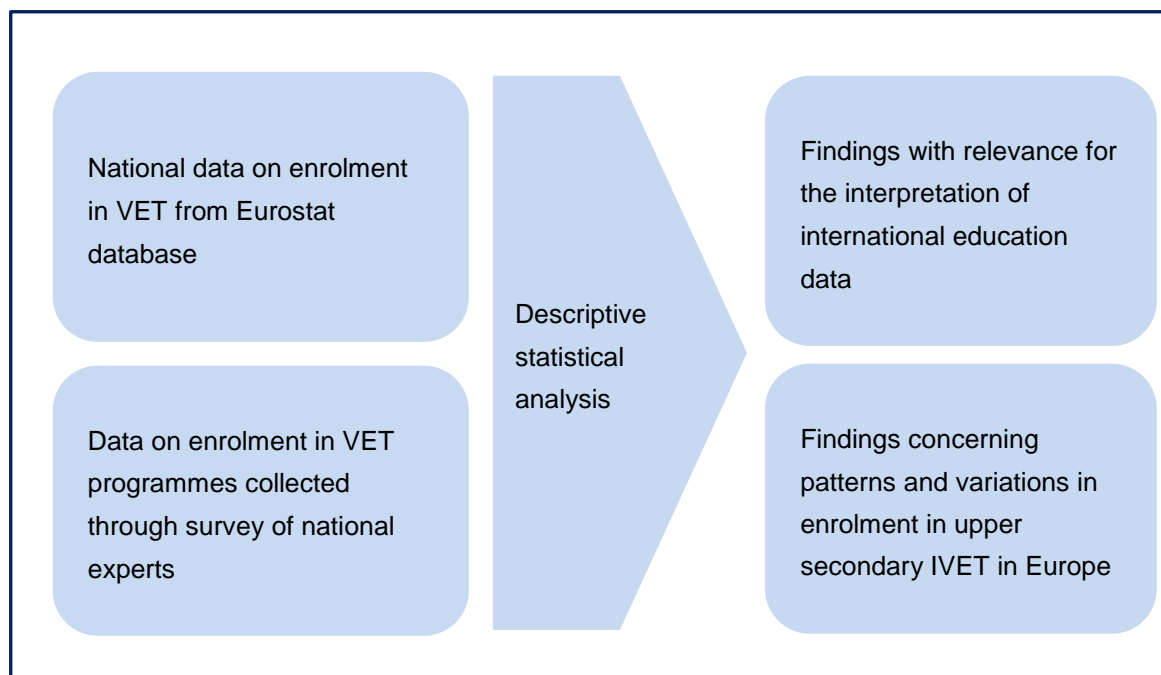 National data on enrolment
in VET from Eurostat
database
Data on enrolment in VET
programmes collected
through survey of national
experts
Descriptive
statistical
analysis
Findings with relevance for
the interpretation of
international education
data
Findings concerning
patterns and variations in
enrolment in upper
secondary IVET in Europe